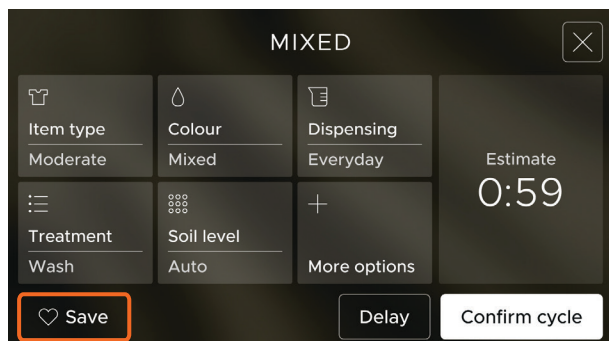 MIXED
Item type
Moderate
Colour
Mixed
Dispensing
Everyday
Estimate
0:59
Treatment
Wash
Soil level
Auto
More options
Save
Delay
Confirm cycle